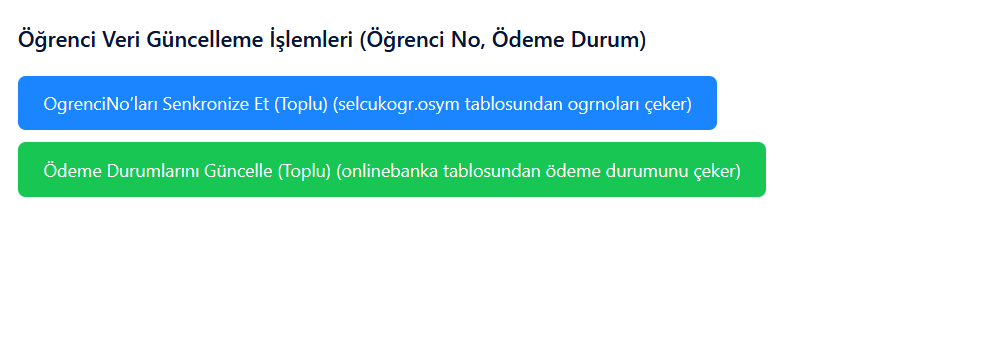 Öğrenci Veri Güncelleme İşlemleri (Öğrenci No, Ödeme Durum)
OgrenciNo’ları Senkronize Et (Toplu) (selcukogr.osym tablosundan ogrnoları çeker)
Ödeme Durumlarını Güncelle (Toplu) (onlinebanka tablosundan ödeme durumunu çeker)